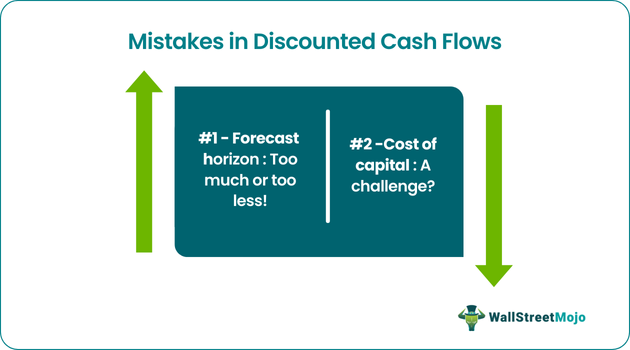 Mistakes in Discounted Cash Flows
#1 - Forecast
horizon : Too
much or too
less!
#2 -Cost of
capital : A
challenge?
WallStreetMojo